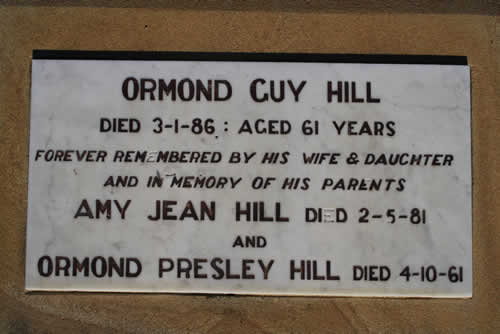 ORMOND GUY HILL
DIED 3-1-86 : AGED 61 YEARS
FOREVER REMEMBERED BY HIS WIFE & DAUGHTER
AND IN MEMORY OF HIS PARENTS
AMY JEAN HILL DIED 2-5-81
AND
ORMOND PRESLEY HILL DIED 4-10-61